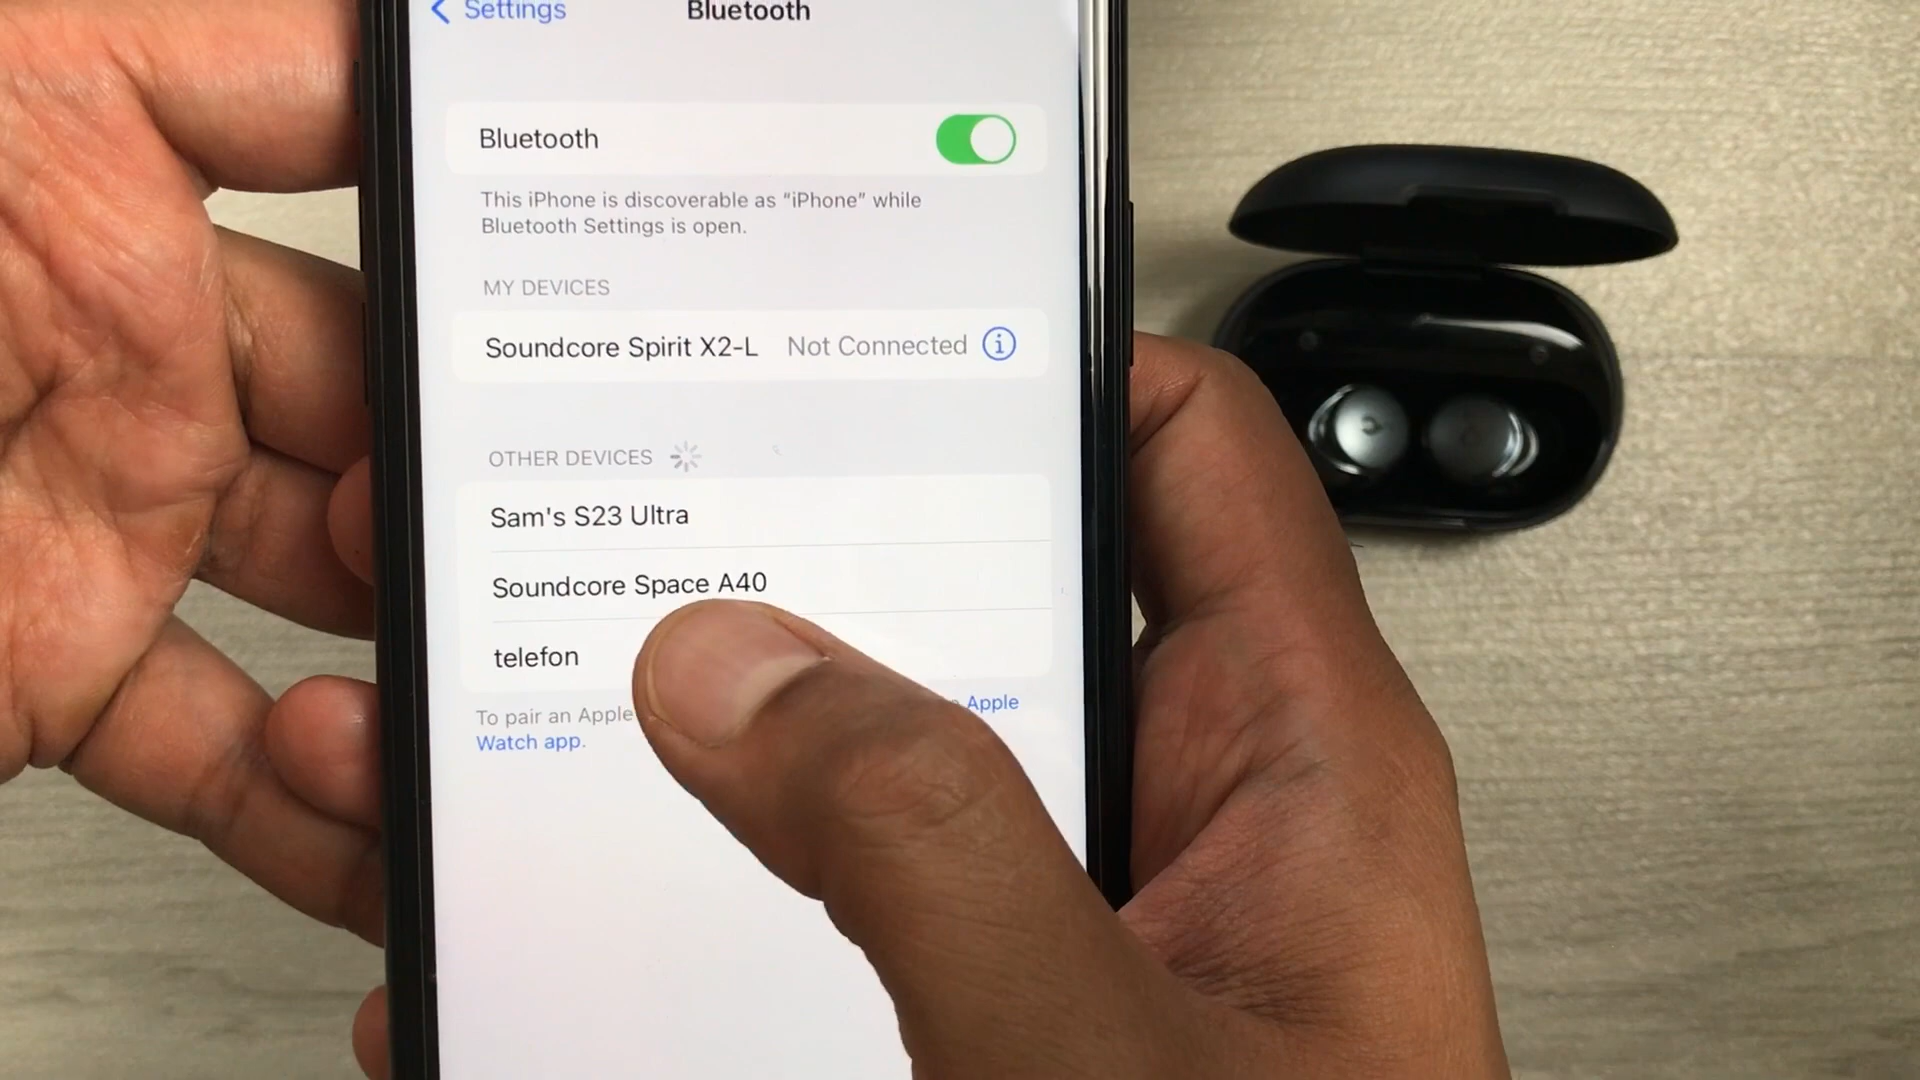 Settings
Bluetooth
Bluetooth
This iPhone is discoverable as “iPhone” while
Bluetooth Settings is open.
MY DEVICES
Soundcore Spirit X2-L Not Connected
OTHER DEVICES
Sam's S23 Ultra
Soundcore Space A40
telefon
To pair an Apple Apple
Watch app.